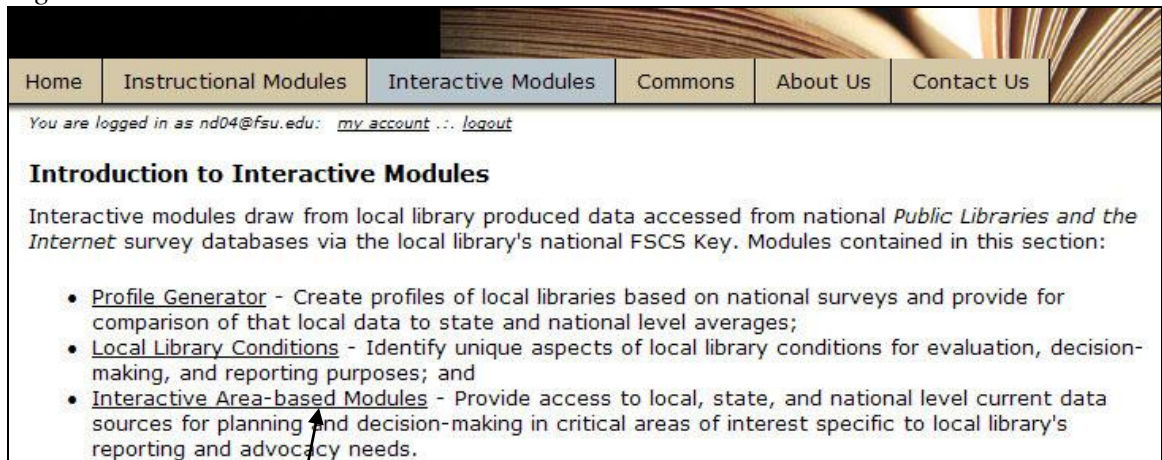 Home Instructional Modules Interactive Modules Commons About Us Contact Us
You are logged in as nd04@fsu.edu: my account .:. logout
Introduction to Interactive Modules
Interactive modules draw from local library produced data accessed from national Public Libraries and the
Internet survey databases via the local library's national FSCS Key. Modules contained in this section:
• Profile Generator - Create profiles of local libraries based on national surveys and provide for
comparison of that local data to state and national level averages;
• Local Library Conditions - Identify unique aspects of local library conditions for evaluation, decision-
making, and reporting purposes; and
• Interactive Area-based Modules - Provide access to local, state, and national level current data
sources for planning and decision-making in critical areas of interest specific to local library's
reporting and advocacy needs.